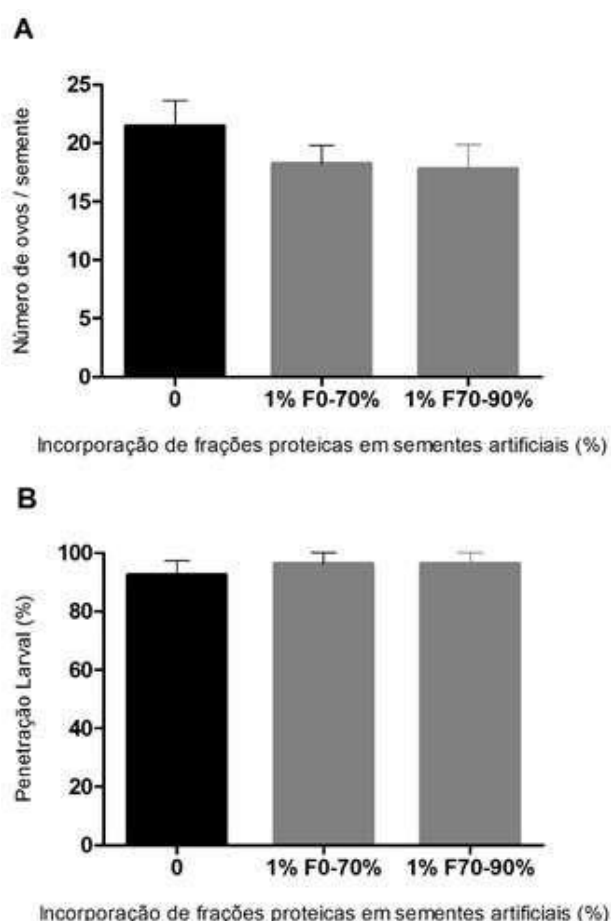 A
Número de ovos / semente
25
20
15
10
5
0
0 1% F0-70% 1% F70-90%
Incorporação de frações proteicas em sementes artificiais (%)
B
Penetração Larval (%)
100
80
60
40
20
0
0 1% F0-70% 1% F70-90%
Incorporação de frações proteicas em sementes artificiais (%)